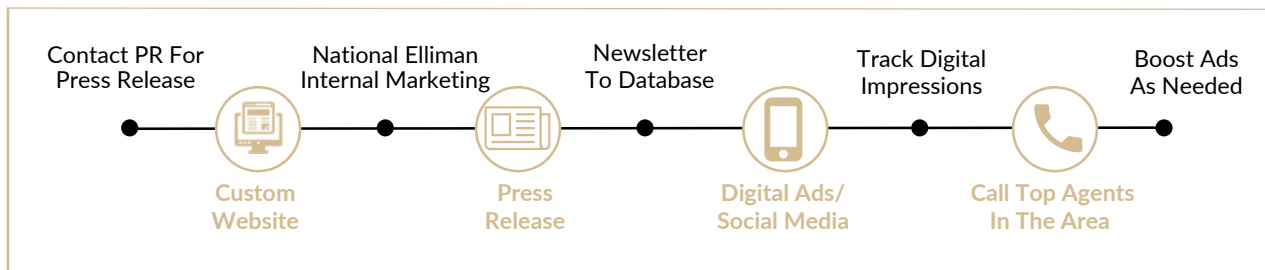 Contact PR For
Press Release
National Elliman
Internal Marketing
Newsletter
To Database
Track Digital
Impressions
Boost Ads
As Needed
Custom
Website
Press
Release
Digital Ads/
Social Media
Call Top Agents
In The Area